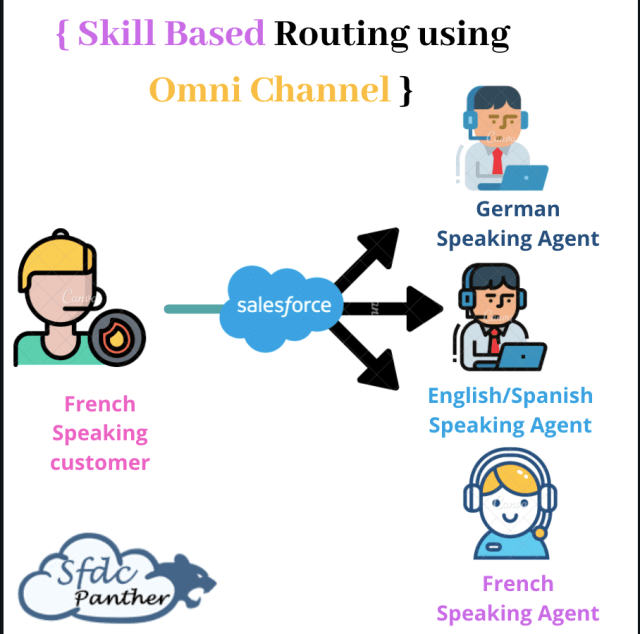 { Skill Based Routing using
Omni Channel }
German
Speaking Agent
salesforce
English/Spanish
Speaking Agent
French
Speaking
customer
Sfdc
Panther
French
Speaking Agent